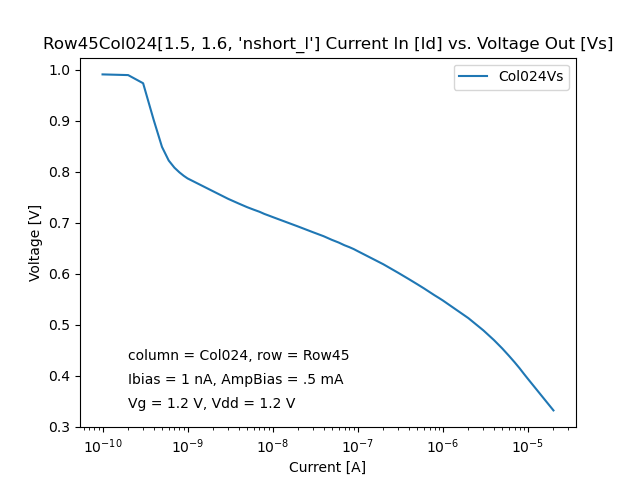 Row45Col024[1.5, 1.6, 'nshort_l'] Current In [Id] vs. Voltage Out [Vs]
Col024Vs
1.0
0.9
0.8
0.7
0.6
0.5
0.4
0.3
Voltage [V]
column = Col024, row = Row45
Ibias = 1 nA, AmpBias = .5 mA
Vg = 1.2 V, Vdd = 1.2 V
10⁻¹⁰ 10⁻⁹ 10⁻⁸ 10⁻⁷ 10⁻⁶ 10⁻⁵
Current [A]